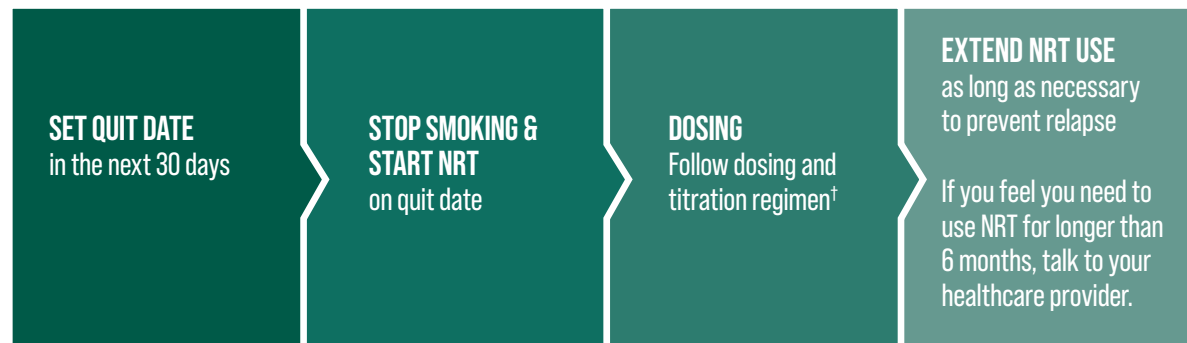 SET QUIT DATE
in the next 30 days
STOP SMOKING &
START NRT
on quit date
DOSING
Follow dosing and
titration regimen†
EXTEND NRT USE
as long as necessary
to prevent relapse
If you feel you need to
use NRT for longer than
6 months, talk to your
healthcare provider.